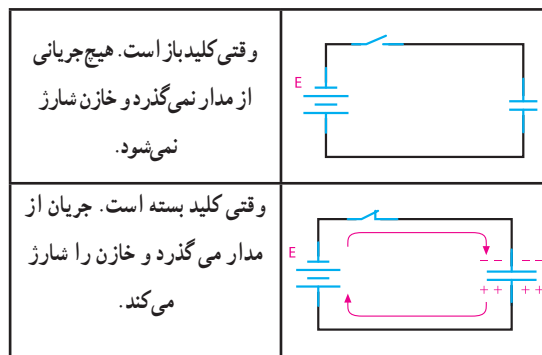 وقتی کلید باز است. هیچ جریانی
از مدار نمی‌گذرد و خازن شارژ
نمی‌شود.
E
وقتی کلید بسته است. جریان از
مدار می گذرد و خازن را شارژ
می‌کند.
E
– – – –
+ + + +